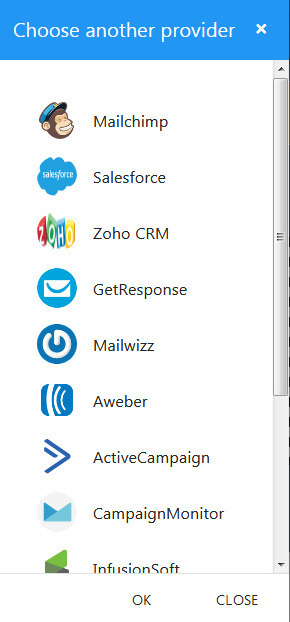 Choose another provider
Mailchimp
salesforce
Salesforce
ZOHO
Zoho CRM
GetResponse
Mailwizz
Aweber
ActiveCampaign
CampaignMonitor
InfusionSoft
OK CLOSE